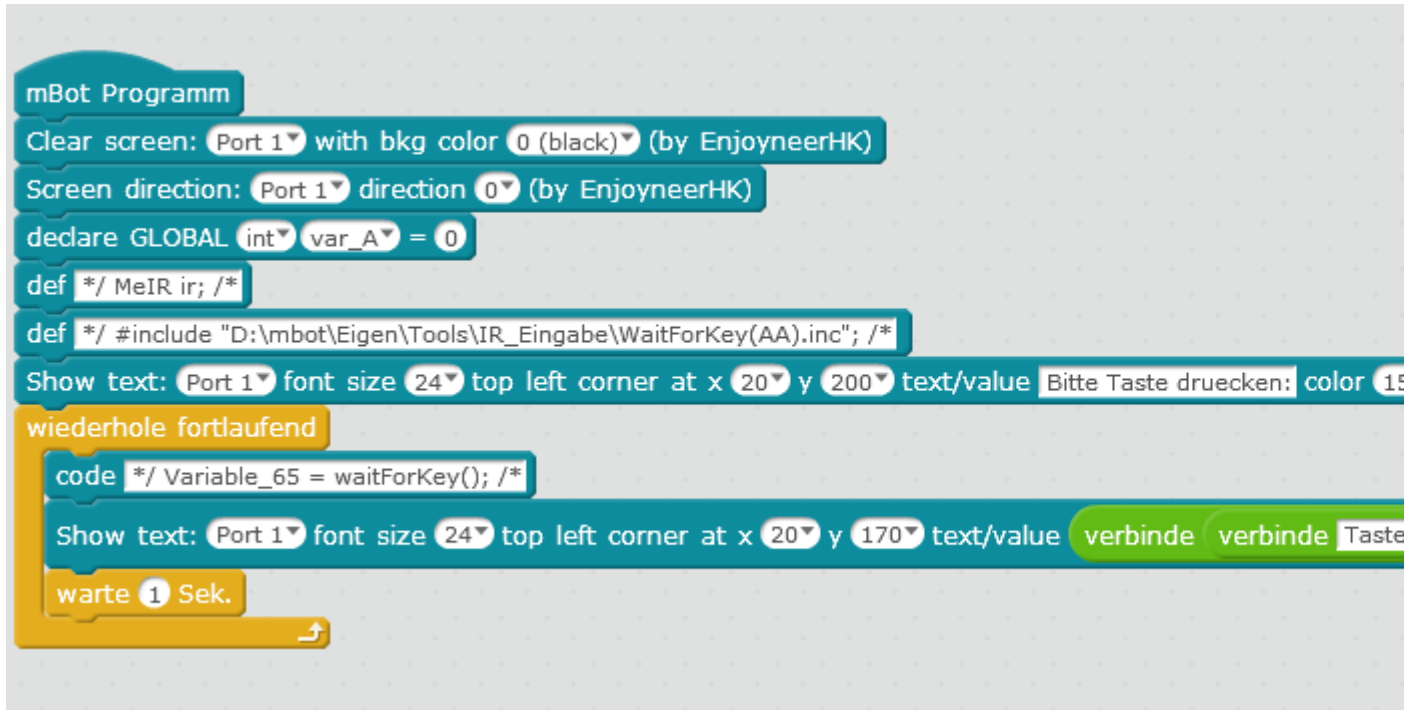 mBot Programm
Clear screen: Port 1 with bkg color 0 (black) (by EnjoyneerHK)
Screen direction: Port 1 direction 0 (by EnjoyneerHK)
declare GLOBAL int var_A = 0
def */ MeIR ir; /*
def */ #include "D:\mbot\Eigen\Tools\IR_Eingabe\WaitForKey(AA).inc"; /*
Show text: Port 1 font size 24 top left corner at x 20 y 200 text/value Bitte Taste druecken: color 15
wiederhole fortlaufend
code */ Variable_65 = waitForKey(); /*
Show text: Port 1 font size 24 top left corner at x 20 y 170 text/value verbinde verbinde Taste
warte 1 Sek.